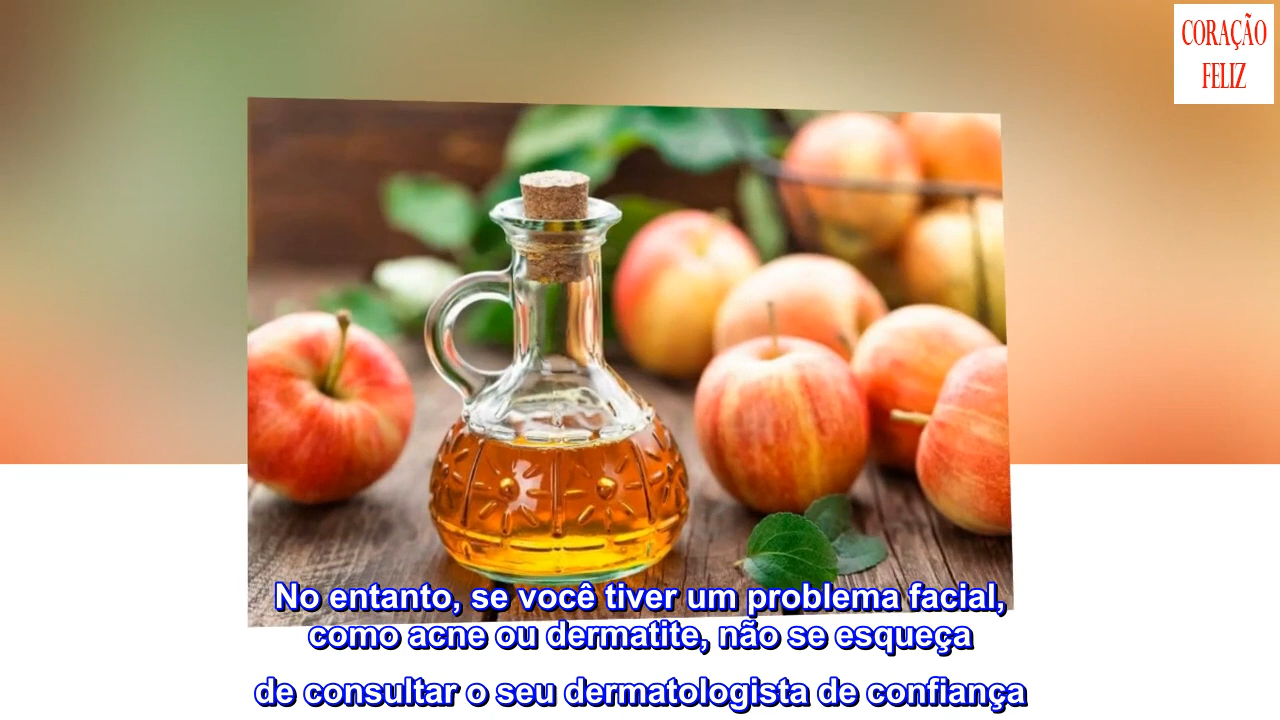 CORAÇÃO
FELIZ
No entanto, se você tiver um problema facial,
como acne ou dermatite, não se esqueça
de consultar o seu dermatologista de confiança